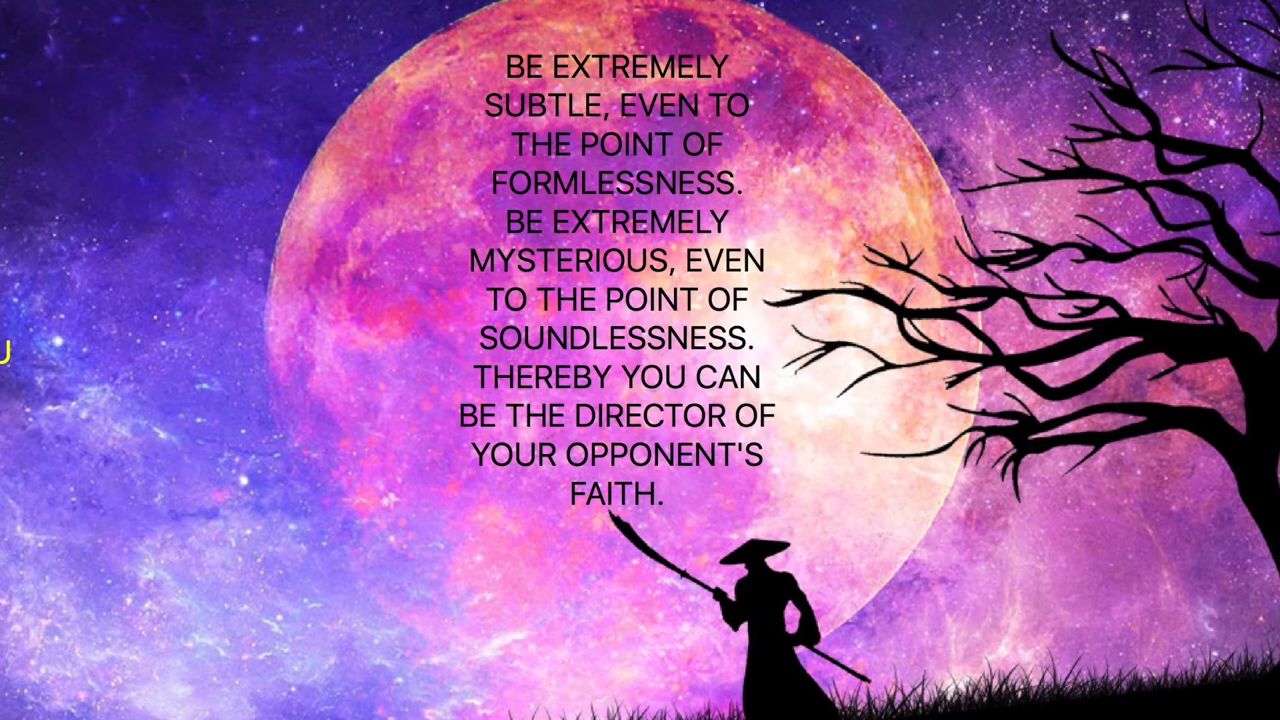 BE EXTREMELY
SUBTLE, EVEN TO
THE POINT OF
FORMLESSNESS.
BE EXTREMELY
MYSTERIOUS, EVEN
TO THE POINT OF
SOUNDLESSNESS.
THEREBY YOU CAN
BE THE DIRECTOR OF
YOUR OPPONENT'S
FAITH.